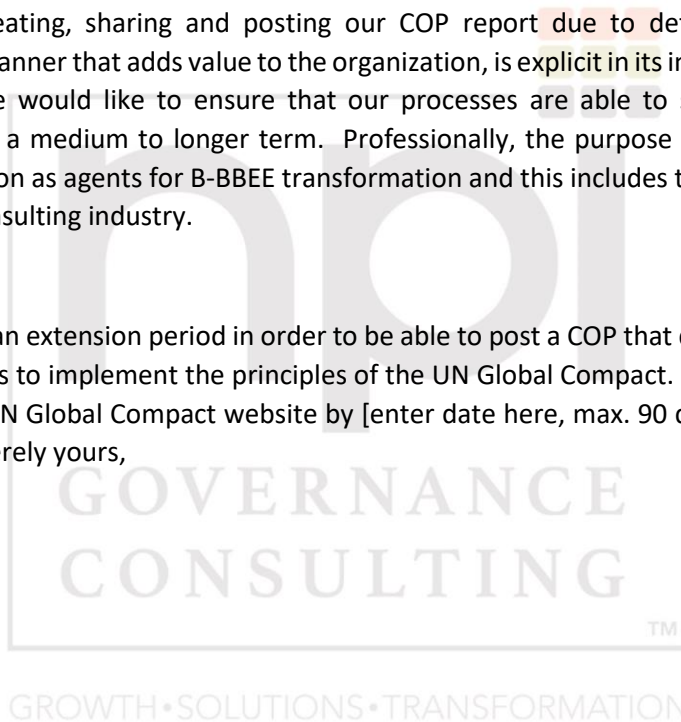 eating, sharing and posting our COP report due to
anner that adds value to the organization, is explicit in its
e would like to ensure that our processes are able to
a medium to longer term. Professionally, the purpose
on as agents for B-BBEE transformation and this includes
nsulting industry.
an extension period in order to be able to post a COP that
s to implement the principles of the UN Global Compact.
N Global Compact website by [enter date here, max. 90
erely yours,
npi
GOVERNANCE
CONSULTING
TM
GROWTH•SOLUTIONS•TRANSFORMATION